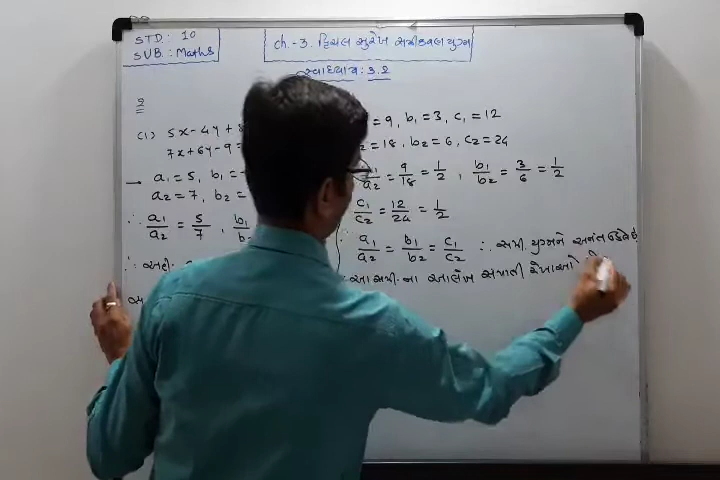 STD.: 10
SUB.: Maths
ch.-3. દ્વિચલ સુરેખ સમીકરણ યુગ્મ
સ્વાધ્યાય: 3.2
2
(1) 5x-4y+8
7x+6y-9=
→ a₁=5, b₁=-
a₂=7, b₂=
∴ a₁/a₂ = 5/7 , b₁/b
∴ અહીં
=9, b₁=3, c₁=12
=18, b₂=6, c₂=24
a₁/a₂ = 9/18 = 1/2 , b₁/b₂ = 3/6 = 1/2
c₁/c₂ = 12/24 = 1/2
a₁/a₂ = b₁/b₂ = c₁/c₂ ∴ સમી. યુગ્મને અનંત ઉકેલ છે
આ સમી. ના આલેખ સંપાતી રેખાઓ